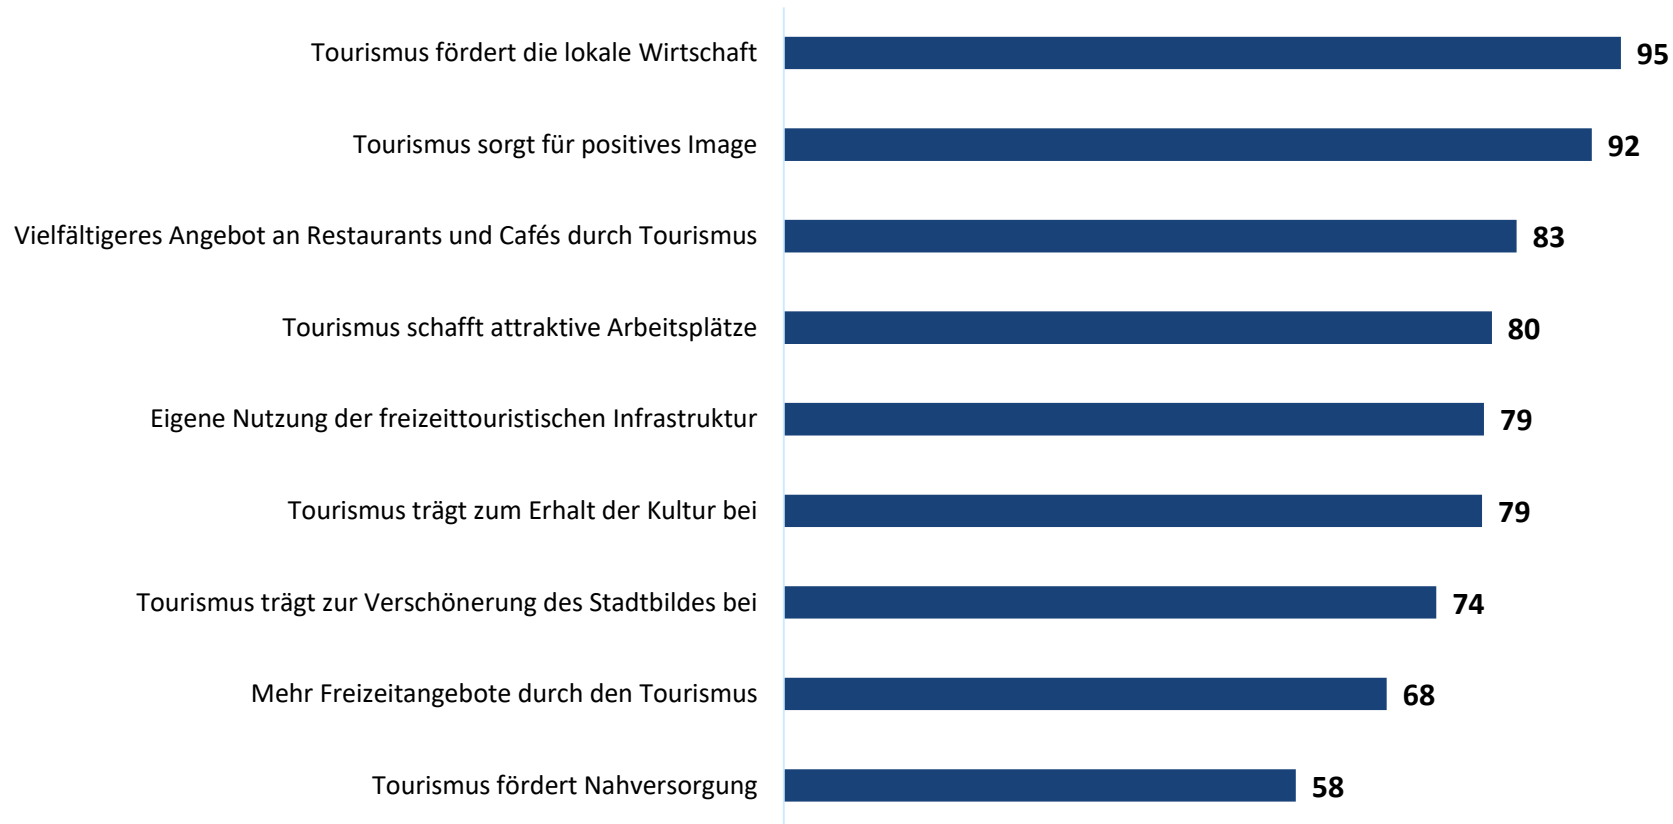 Tourismus fördert die lokale Wirtschaft 95
Tourismus sorgt für positives Image 92
Vielfältigeres Angebot an Restaurants und Cafés durch Tourismus 83
Tourismus schafft attraktive Arbeitsplätze 80
Eigene Nutzung der freizeittouristischen Infrastruktur 79
Tourismus trägt zum Erhalt der Kultur bei 79
Tourismus trägt zur Verschönerung des Stadtbildes bei 74
Mehr Freizeitangebote durch den Tourismus 68
Tourismus fördert Nahversorgung 58